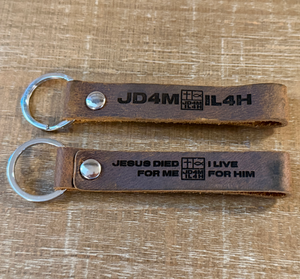 JD4M IL4H
JESUS DIED I LIVE
FOR ME FOR HIM